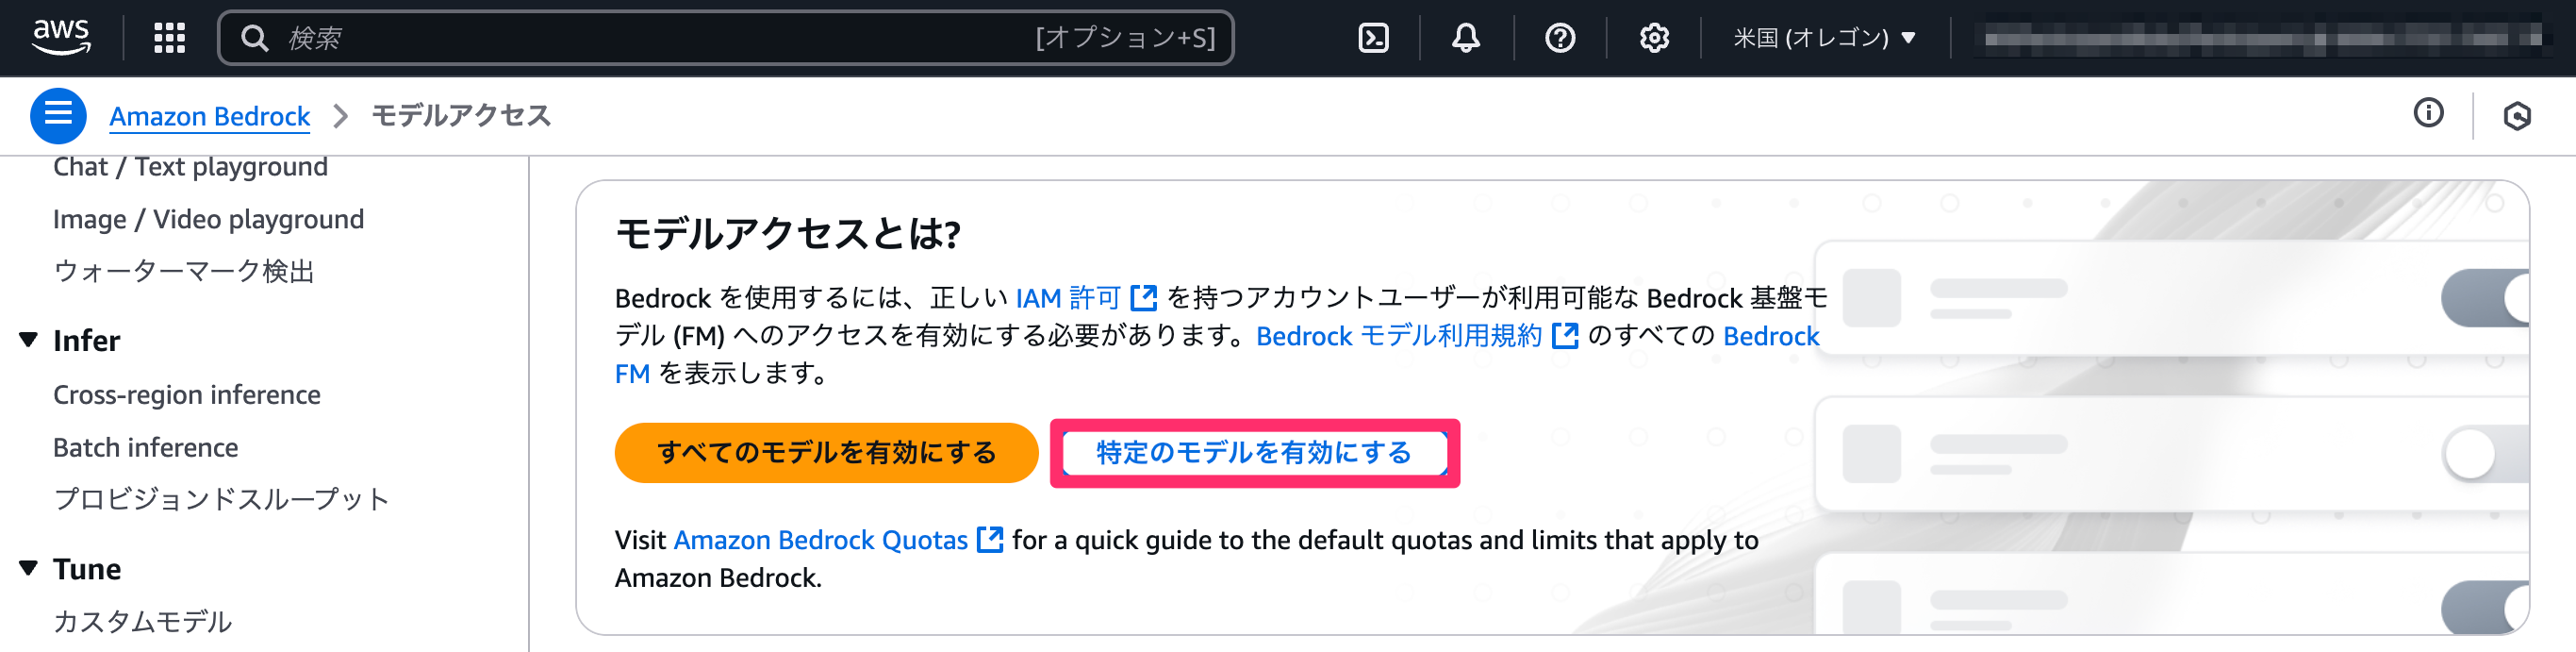 aws
検索
[オプション+S]
米国 (オレゴン)
Amazon Bedrock
モデルアクセス
Chat / Text playground
Image / Video playground
ウォーターマーク検出
Infer
Cross-region inference
Batch inference
プロビジョンドスループット
Tune
カスタムモデル
モデルアクセスとは?
Bedrock を使用するには、正しい IAM 許可 を持つアカウントユーザーが利用可能な Bedrock 基盤モ
デル (FM) へのアクセスを有効にする必要があります。Bedrock モデル利用規約 のすべての Bedrock
FM を表示します。
すべてのモデルを有効にする
特定のモデルを有効にする
Visit Amazon Bedrock Quotas for a quick guide to the default quotas and limits that apply to
Amazon Bedrock.